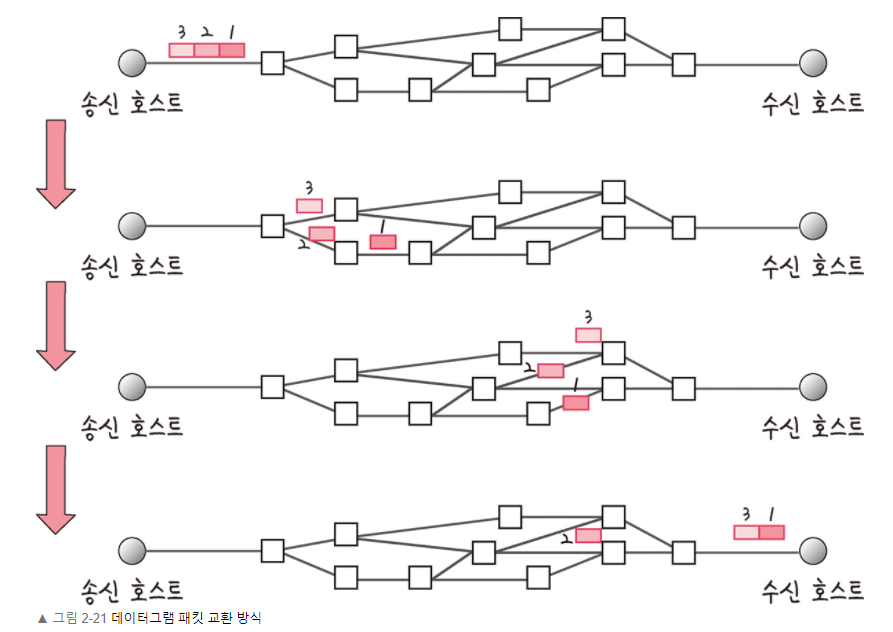 3 2 1
송신 호스트
수신 호스트
3
1
2
송신 호스트
수신 호스트
3
2
1
송신 호스트
수신 호스트
3 1
2
송신 호스트
수신 호스트
▲ 그림 2-21 데이터그램 패킷 교환 방식